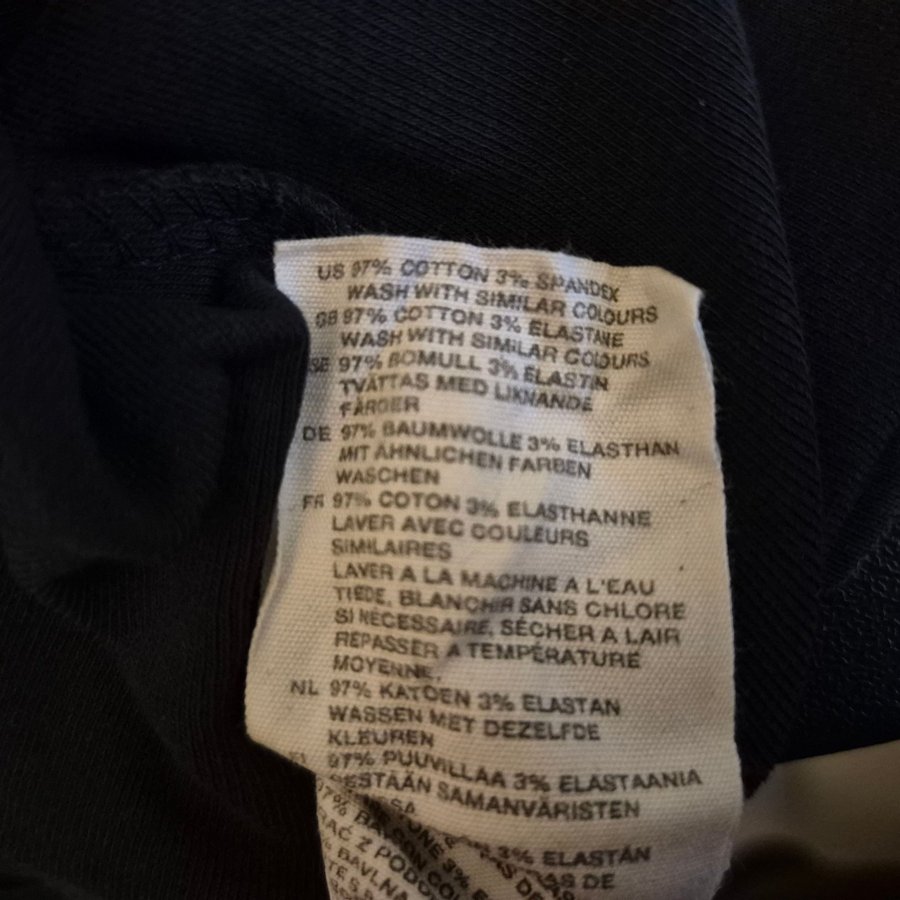 US 97% COTTON 3% SPANDEX
WASH WITH SIMILAR COLOURS
GB 97% COTTON 3% ELASTANE
WASH WITH SIMILAR COLOURS
SE 97% BOMULL 3% ELASTIN
TVÄTTAS MED LIKNANDE
FÄRGER
DE 97% BAUMWOLLE 3% ELASTHAN
MIT ÄHNLICHEN FARBEN
WASCHEN
FR 97% COTON 3% ELASTHANNE
LAVER AVEC COULEURS
SIMILAIRES
LAVER A LA MACHINE A L'EAU
TIEDE, BLANCHIR SANS CHLORE
SI NECESSAIRE, SÉCHER A LAIR
REPASSER A TEMPÉRATURE
MOYENNE.
NL 97% KATOEN 3% ELASTAN
WASSEN MET DEZELFDE
KLEUREN
97% PUUVILLAA 3% ELASTAANIA
PESTÄÄN SAMANVÄRISTEN
3% ELASTÁN
DE